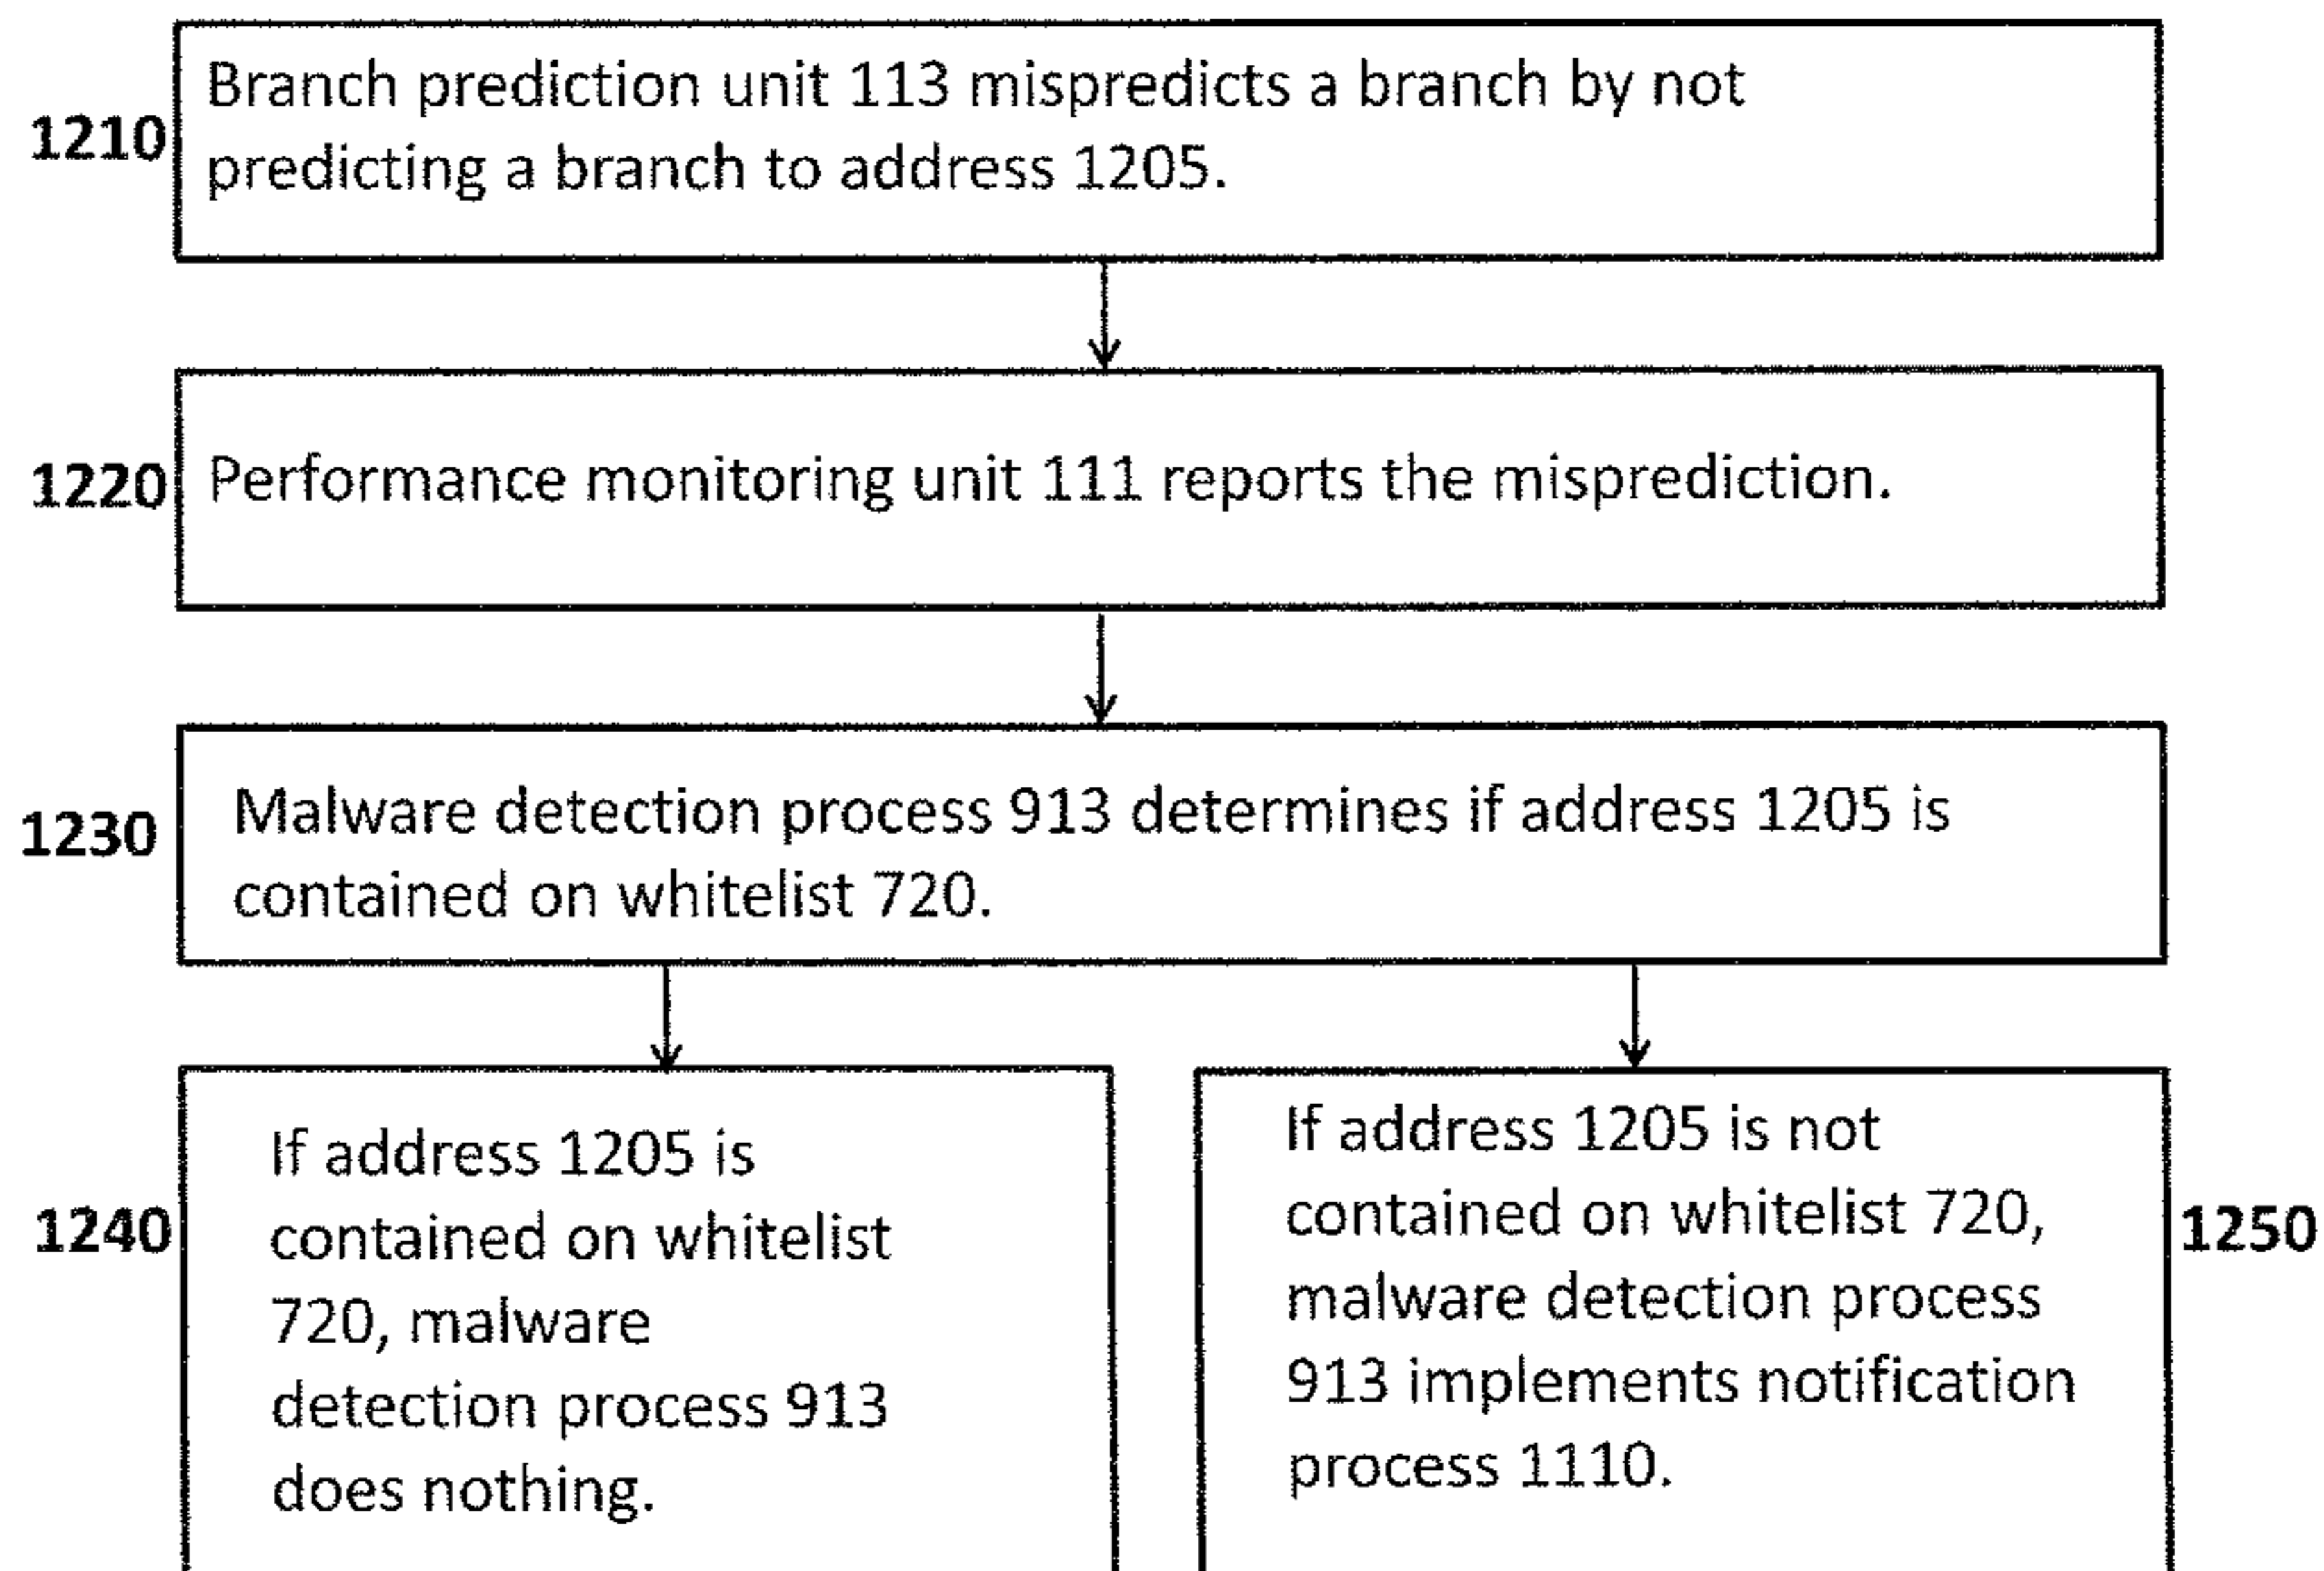 1210
Branch prediction unit 113 mispredicts a branch by not
predicting a branch to address 1205.
1220
Performance monitoring unit 111 reports the misprediction.
1230
Malware detection process 913 determines if address 1205 is
contained on whitelist 720.
1240
If address 1205 is
contained on whitelist
720, malware
detection process 913
does nothing.
If address 1205 is not
contained on whitelist 720,
malware detection process
913 implements notification
process 1110.
1250